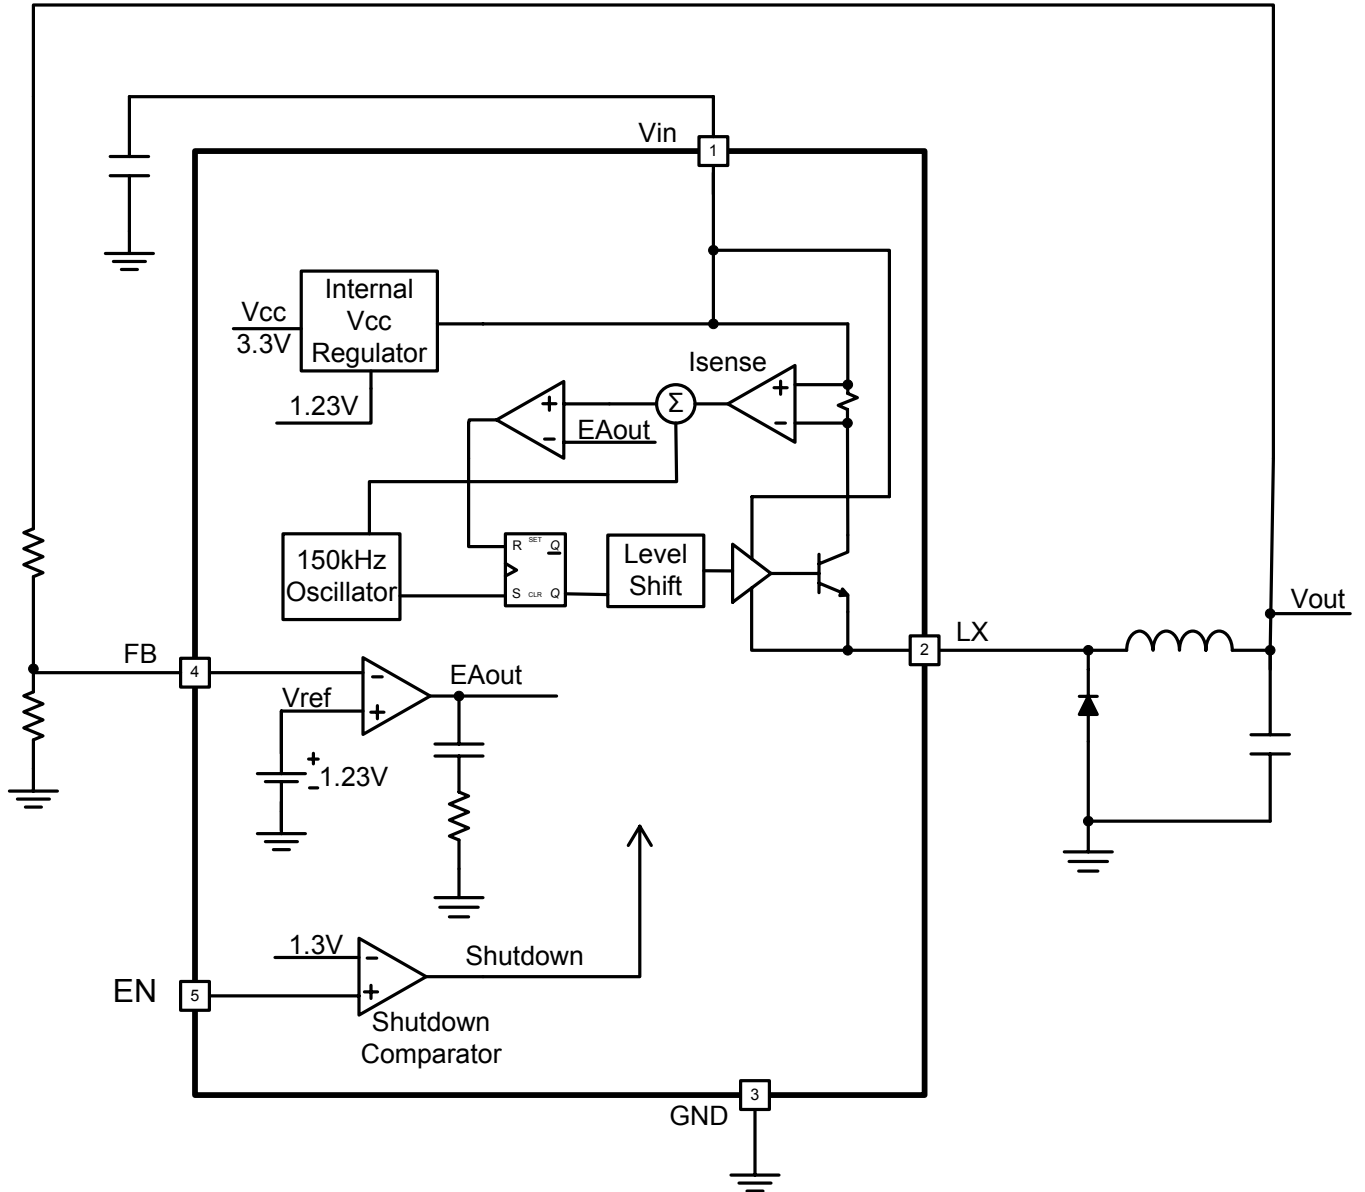 Vin
1
Internal
Vcc
Regulator
Vcc
3.3V
1.23V
Isense
+
-
Σ
+
-
EAout
150kHz
Oscillator
R SET Q
S CLR Q
Level
Shift
LX
2
Vout
FB
4
Vref
-
+
EAout
+
-
1.23V
1.3V
-
+
Shutdown
EN
5
Shutdown
Comparator
GND
3